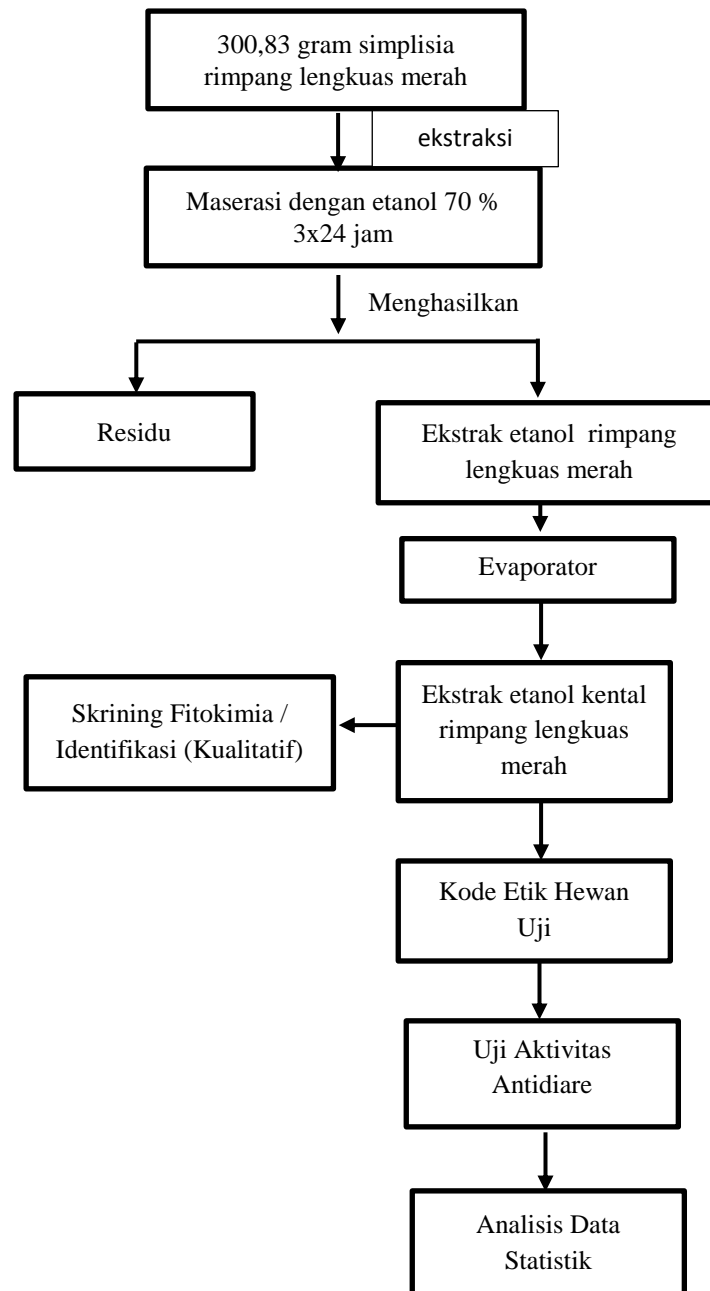 300,83 gram simplisia
rimpang lengkuas merah
ekstraksi
Maserasi dengan etanol 70 %
3x24 jam
Menghasilkan
Residu
Ekstrak etanol rimpang
lengkuas merah
Evaporator
Skrining Fitokimia /
Identifikasi (Kualitatif)
Ekstrak etanol kental
rimpang lengkuas
merah
Kode Etik Hewan
Uji
Uji Aktivitas
Antidiare
Analisis Data
Statistik